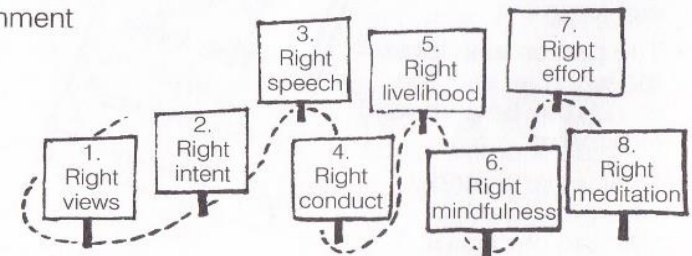 nment
1.
Right
views
2.
Right
intent
3.
Right
speech
4.
Right
conduct
5.
Right
livelihood
6.
Right
mindfulness
7.
Right
effort
8.
Right
meditation